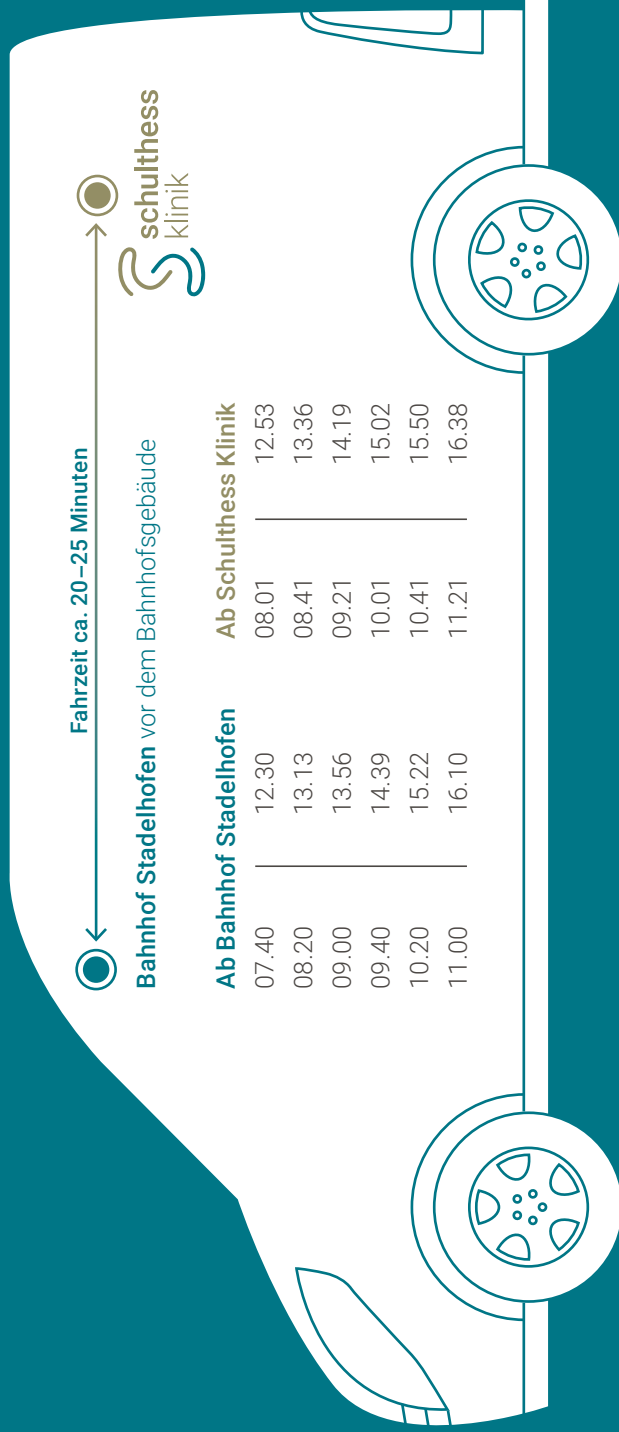 Fahrzeit ca. 20–25 Minuten
schulthess
klinik
Bahnhof Stadelhofen vor dem Bahnhofsgebäude
Ab Bahnhof Stadelhofen Ab Schulthess Klinik
07.40 12.30 08.01 12.53
08.20 13.13 08.41 13.36
09.00 13.56 09.21 14.19
09.40 14.39 10.01 15.02
10.20 15.22 10.41 15.50
11.00 16.10 11.21 16.38